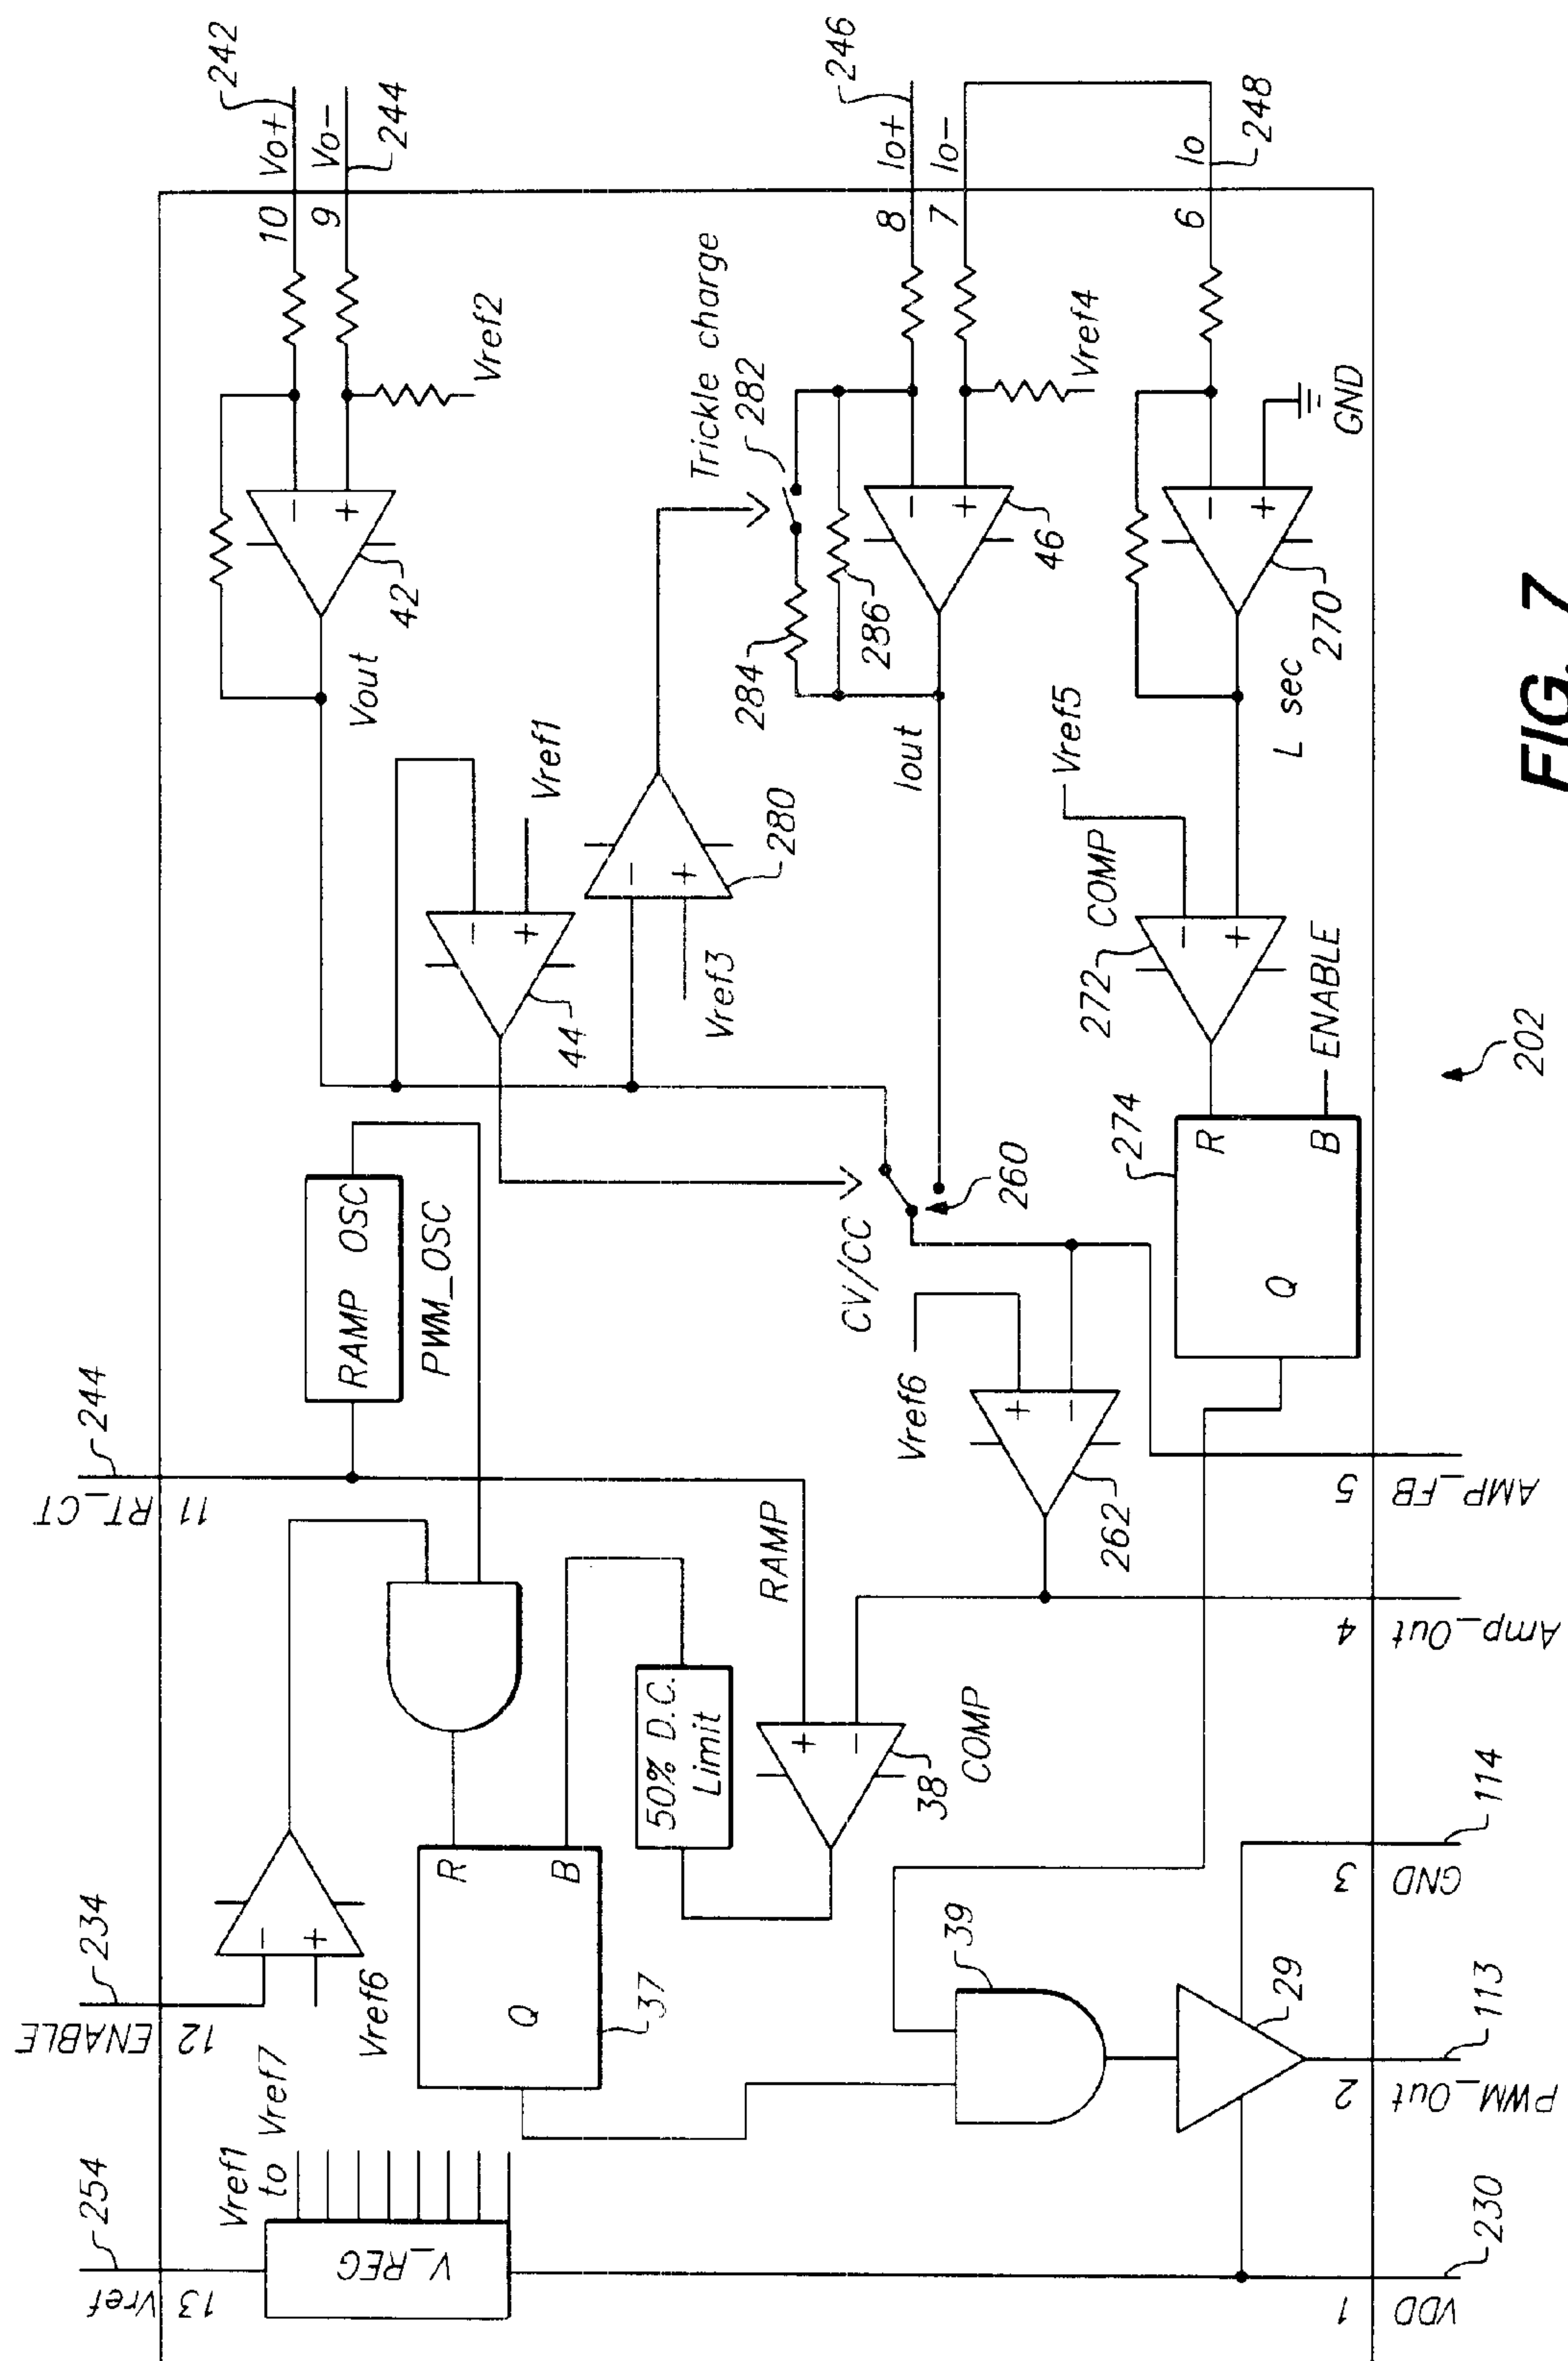 242
10 Vo+
9 Vo-
244
Vref2
42
Vout
246
8 Io+
7 Io-
Vref4
Trickle charge
282
284
286
46
Iout
6 Io
248
GND
270
L sec
Vref1
44
280
Vref3
Vref5
COMP
272
ENABLE
274
R
B
Q
202
RAMP OSC
PWM_OSC
CV/CC
260
Vref6
262
244
11 RT_CT
RAMP
5 AMP_FB
4 Amp_Out
50% D.C.
Limit
38
COMP
234
12 ENABLE
Vref6
R
B
Q
37
39
29
3 GND
114
2 PWM_Out
113
254
13 Vref
Vref1
to Vref7
V_REG
1 VDD
230
FIG. 7
-
+
-
+
-
+
-
+
-
+
-
+
+
-
+
-
-
+